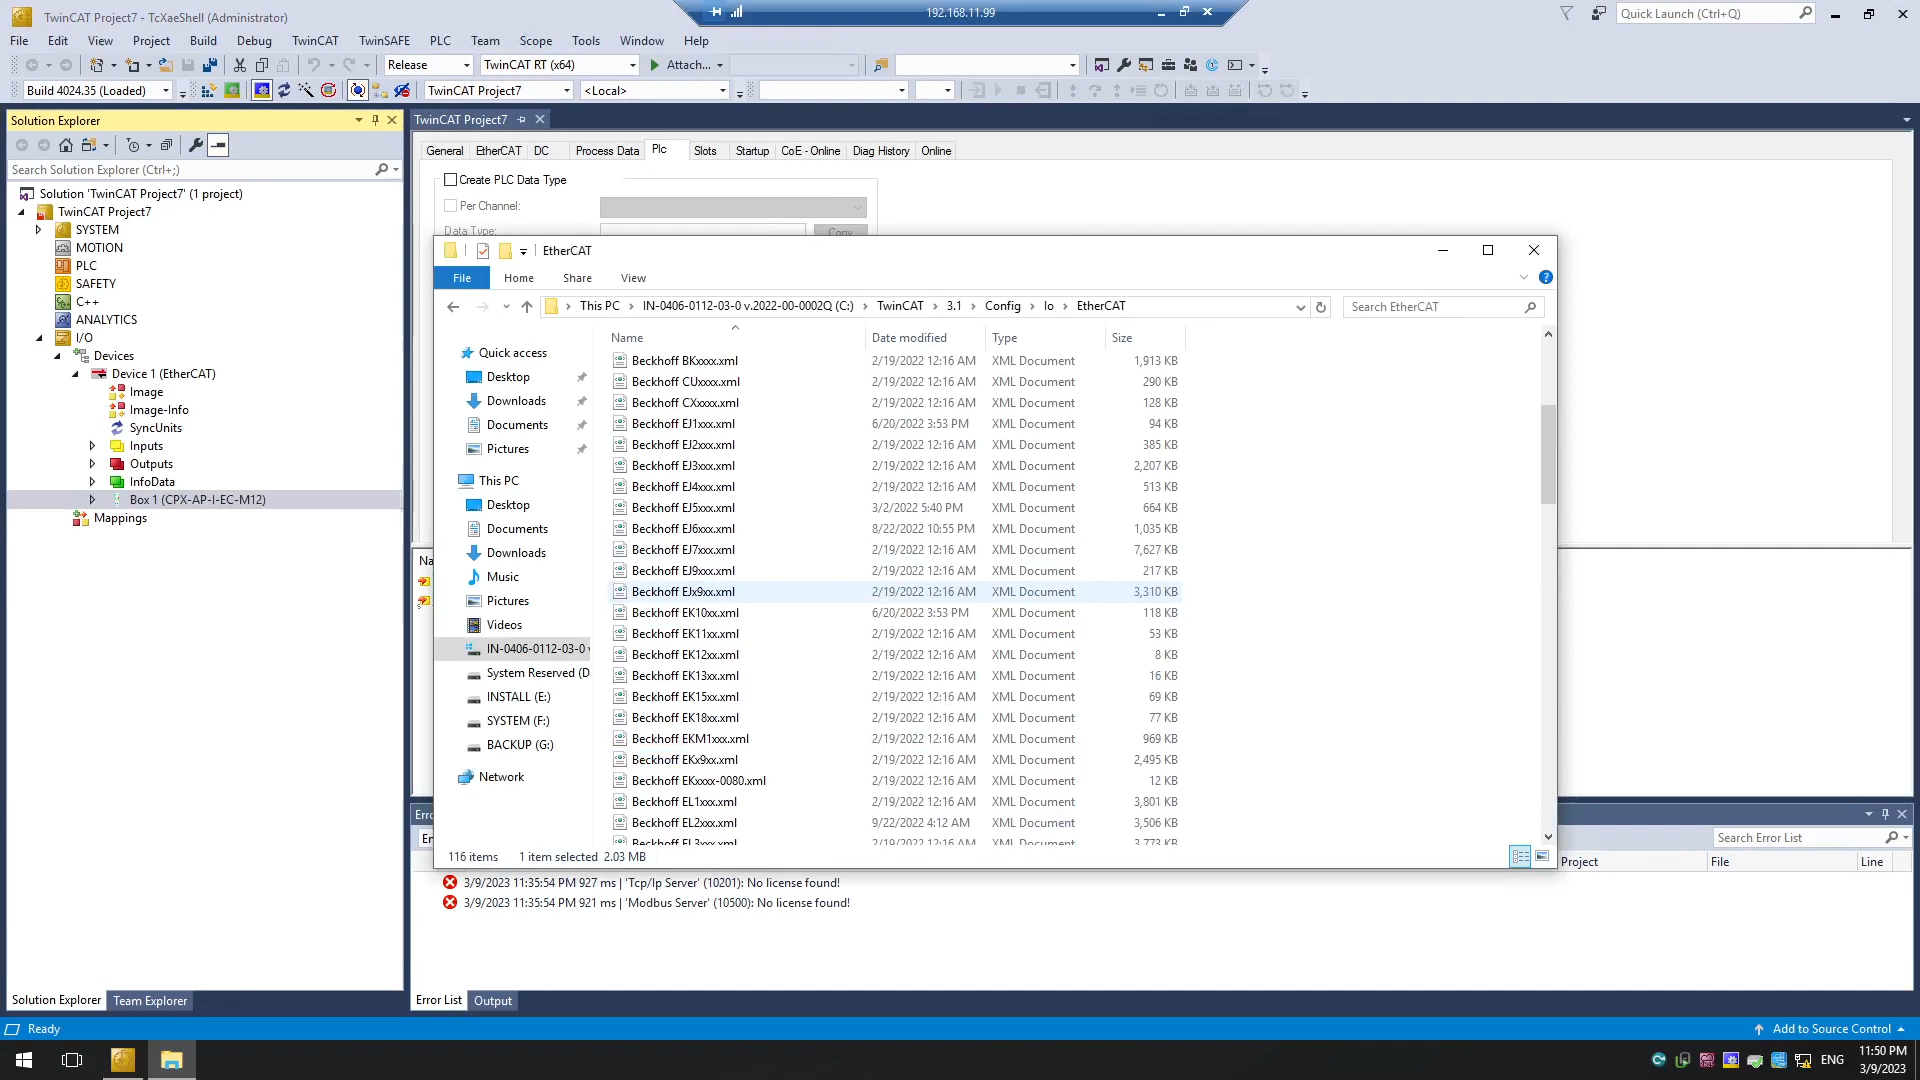 TwinCAT Project7 - TcXaeShell (Administrator)
192.168.11.99
Quick Launch (Ctrl+Q)
File Edit View Project Build Debug TwinCAT TwinSAFE PLC Team Scope Tools Window Help
Release TwinCAT RT (x64) Attach...
Build 4024.35 (Loaded) TwinCAT Project7 <Local>
Solution Explorer
Search Solution Explorer (Ctrl+;)
Solution 'TwinCAT Project7' (1 project)
TwinCAT Project7
SYSTEM
MOTION
PLC
SAFETY
C++
ANALYTICS
I/O
Devices
Device 1 (EtherCAT)
Image
Image-Info
SyncUnits
Inputs
Outputs
InfoData
Box 1 (CPX-AP-I-EC-M12)
Mappings
Solution Explorer Team Explorer
TwinCAT Project7
General EtherCAT DC Process Data Plc Slots Startup CoE - Online Diag History Online
Create PLC Data Type
Per Channel:
Data Type:
Copy
Na
EtherCAT
File Home Share View
This PC IN-0406-0112-03-0 v.2022-00-0002Q (C:) TwinCAT 3.1 Config Io EtherCAT
Search EtherCAT
Quick access
Desktop
Downloads
Documents
Pictures
This PC
Desktop
Documents
Downloads
Music
Pictures
Videos
IN-0406-0112-03-0 v
System Reserved (D
INSTALL (E:)
SYSTEM (F:)
BACKUP (G:)
Network
Name Date modified Type Size
Beckhoff BKxxxx.xml 2/19/2022 12:16 AM XML Document 1,913 KB
Beckhoff CUxxxx.xml 2/19/2022 12:16 AM XML Document 290 KB
Beckhoff CXxxxx.xml 2/19/2022 12:16 AM XML Document 128 KB
Beckhoff EJ1xxx.xml 6/20/2022 3:53 PM XML Document 94 KB
Beckhoff EJ2xxx.xml 2/19/2022 12:16 AM XML Document 385 KB
Beckhoff EJ3xxx.xml 2/19/2022 12:16 AM XML Document 2,207 KB
Beckhoff EJ4xxx.xml 2/19/2022 12:16 AM XML Document 513 KB
Beckhoff EJ5xxx.xml 3/2/2022 5:40 PM XML Document 664 KB
Beckhoff EJ6xxx.xml 8/22/2022 10:55 PM XML Document 1,035 KB
Beckhoff EJ7xxx.xml 2/19/2022 12:16 AM XML Document 7,627 KB
Beckhoff EJ9xxx.xml 2/19/2022 12:16 AM XML Document 217 KB
Beckhoff EJx9xx.xml 2/19/2022 12:16 AM XML Document 3,310 KB
Beckhoff EK10xx.xml 6/20/2022 3:53 PM XML Document 118 KB
Beckhoff EK11xx.xml 2/19/2022 12:16 AM XML Document 53 KB
Beckhoff EK12xx.xml 2/19/2022 12:16 AM XML Document 8 KB
Beckhoff EK13xx.xml 2/19/2022 12:16 AM XML Document 16 KB
Beckhoff EK15xx.xml 2/19/2022 12:16 AM XML Document 69 KB
Beckhoff EK18xx.xml 2/19/2022 12:16 AM XML Document 77 KB
Beckhoff EKM1xxx.xml 2/19/2022 12:16 AM XML Document 969 KB
Beckhoff EKx9xx.xml 2/19/2022 12:16 AM XML Document 2,495 KB
Beckhoff EKxxxx-0080.xml 2/19/2022 12:16 AM XML Document 12 KB
Beckhoff EL1xxx.xml 2/19/2022 12:16 AM XML Document 3,801 KB
Beckhoff EL2xxx.xml 9/22/2022 4:12 AM XML Document 3,506 KB
Beckhoff EL3xxx.xml 2/19/2022 12:16 AM XML Document 3,773 KB
116 items 1 item selected 2.03 MB
Erro
En
Search Error List
Project File Line
3/9/2023 11:35:54 PM 927 ms | 'Tcp/Ip Server' (10201): No license found!
3/9/2023 11:35:54 PM 921 ms | 'Modbus Server' (10500): No license found!
Error List Output
Ready
Add to Source Control
ENG
11:50 PM
3/9/2023